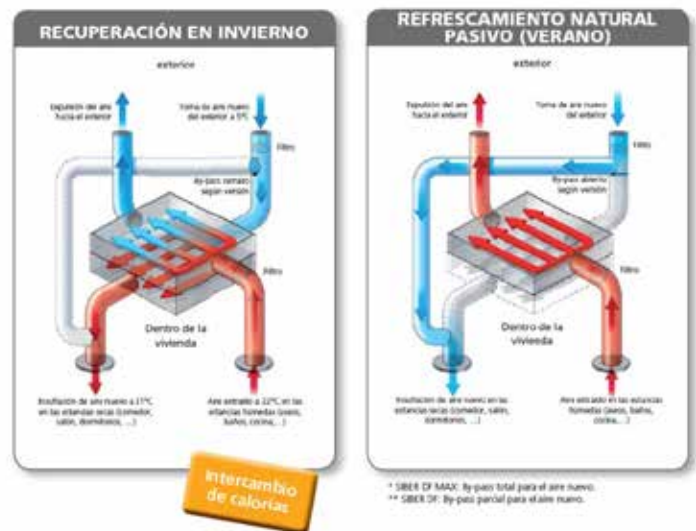 RECUPERACIÓN EN INVIERNO
exterior
Expulsión del aire
hacia el exterior
Toma de aire nuevo
del exterior a 5ºC
Filtro
By-pass cerrado
según versión
Filtro
Dentro de la
vivienda
Insuflación de aire nuevo a 21ºC
en las estancias secas (comedor,
salón, dormitorios, ...)
Aire extraído a 22ºC en las
estancias húmedas (aseos,
baños, cocina,...)
Intercambio
de calorías
REFRESCAMIENTO NATURAL
PASIVO (VERANO)
exterior
Expulsión del aire
hacia el exterior
Toma de aire nuevo
del exterior
Filtro
By-pass abierto
según versión
Filtro
Dentro de la
vivienda
Insuflación de aire nuevo en las
estancias secas (comedor, salón,
dormitorios, ...)
Aire extraído en las estancias
húmedas (aseos, baños,
cocina,...)
* SIBER DF MAX: By-pass total para el aire nuevo.
** SIBER DF: By-pass parcial para el aire nuevo.